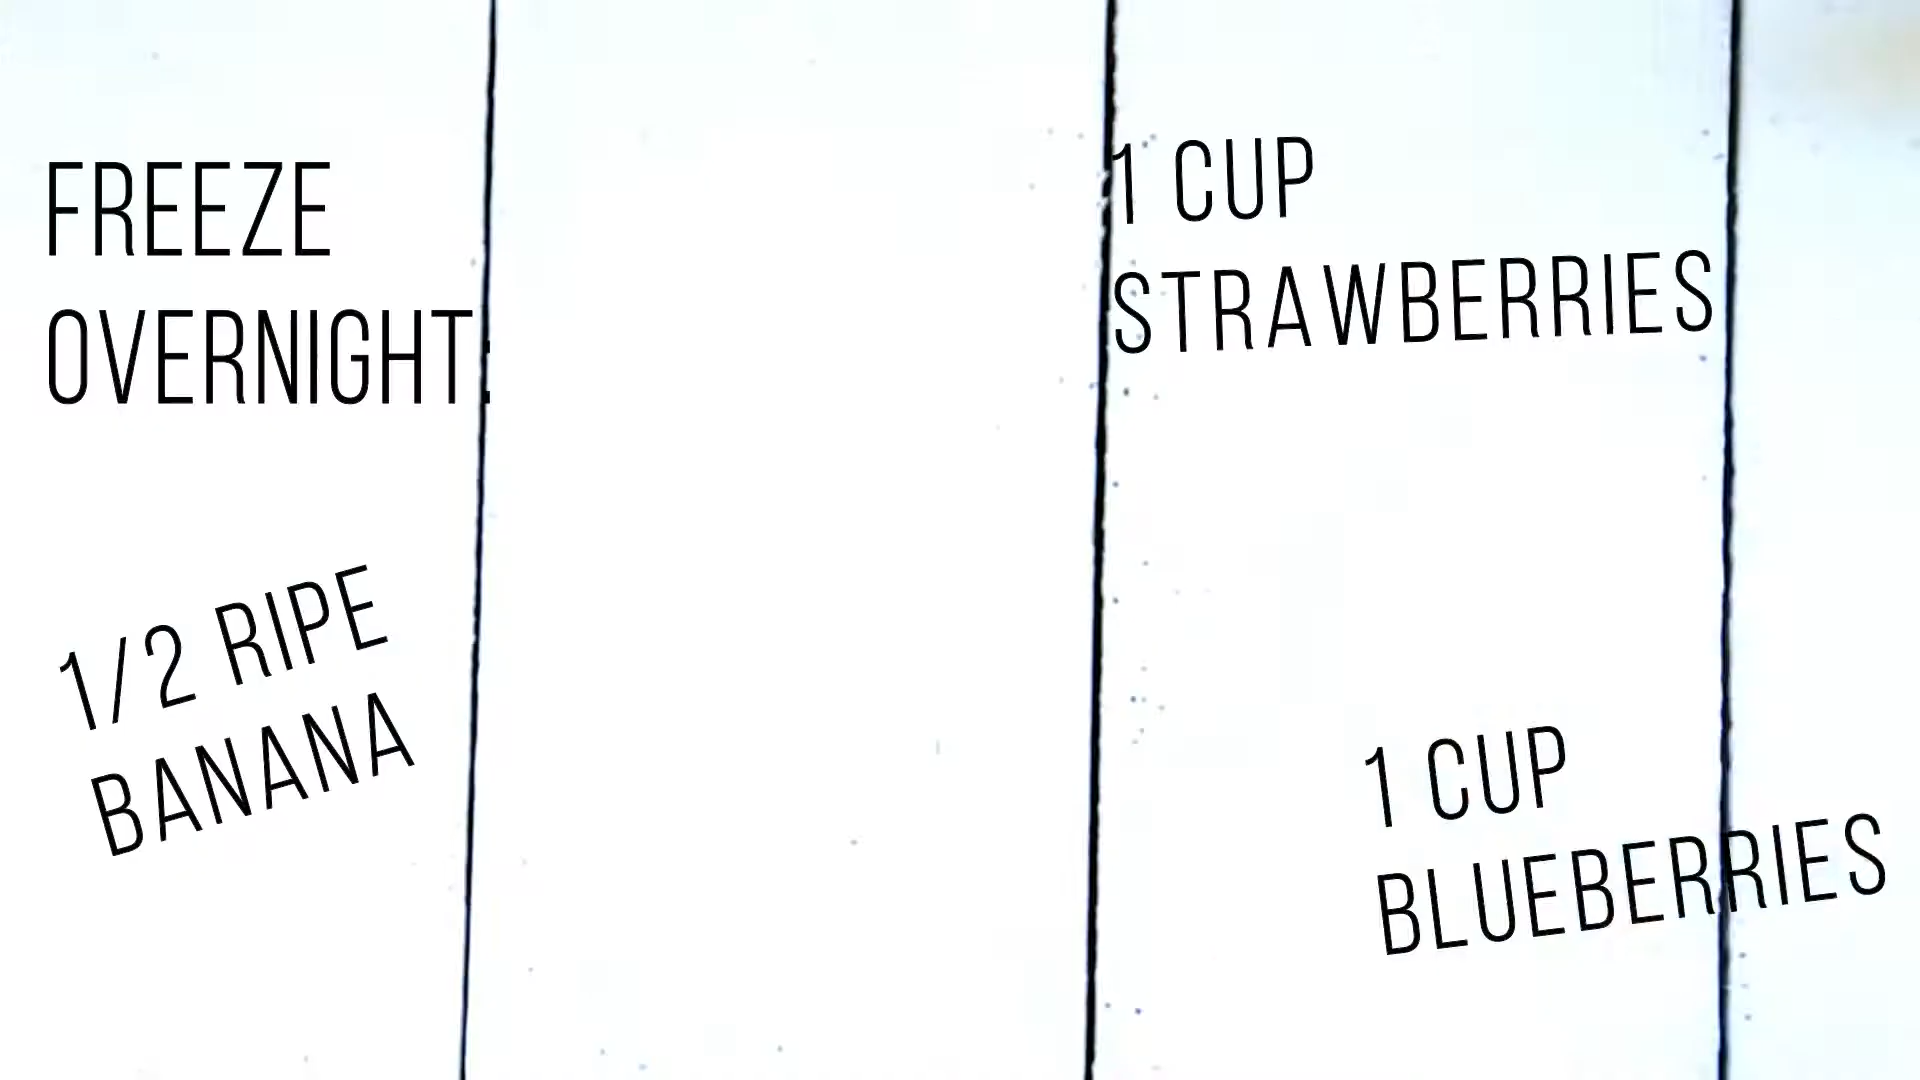 FREEZE
OVERNIGHT:
1/2 RIPE
BANANA
1 CUP
STRAWBERRIES
1 CUP
BLUEBERRIES